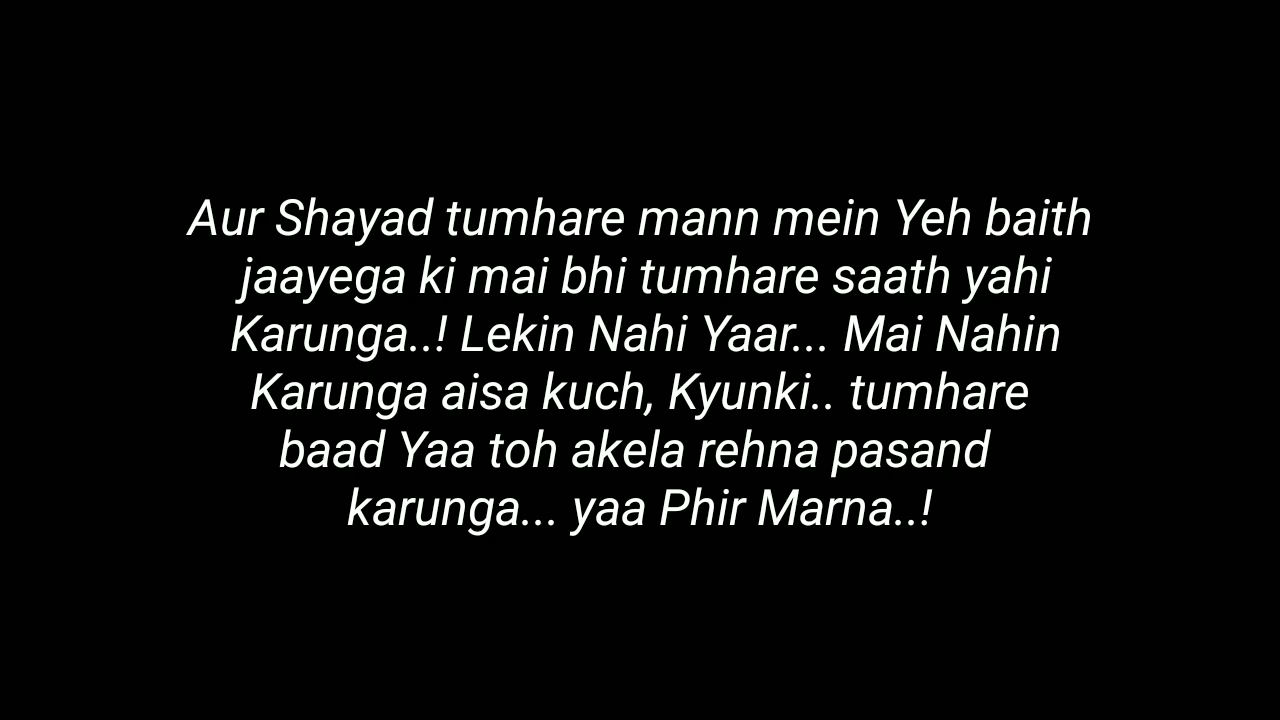 Aur Shayad tumhare mann mein Yeh baith
jaayega ki mai bhi tumhare saath yahi
Karunga..! Lekin Nahi Yaar... Mai Nahin
Karunga aisa kuch, Kyunki.. tumhare
baad Yaa toh akela rehna pasand
karunga... yaa Phir Marna..!